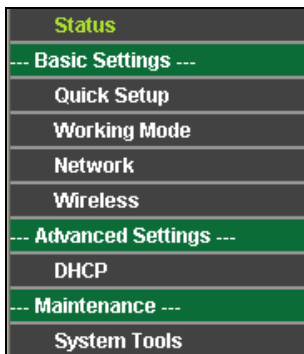 Status
--- Basic Settings ---
Quick Setup
Working Mode
Network
Wireless
--- Advanced Settings ---
DHCP
--- Maintenance ---
System Tools